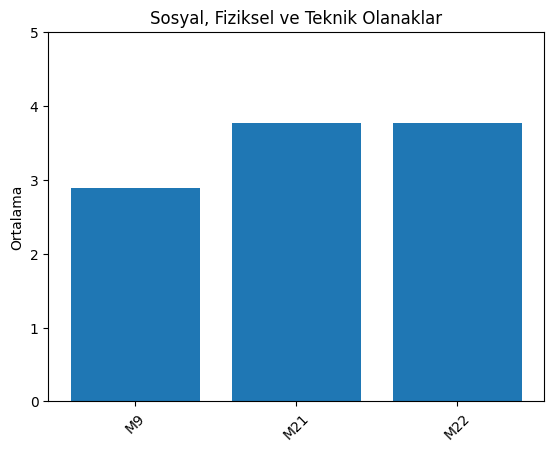 Sosyal, Fiziksel ve Teknik Olanaklar
Ortalama
5
4
3
2
1
0
M9
M21
M22